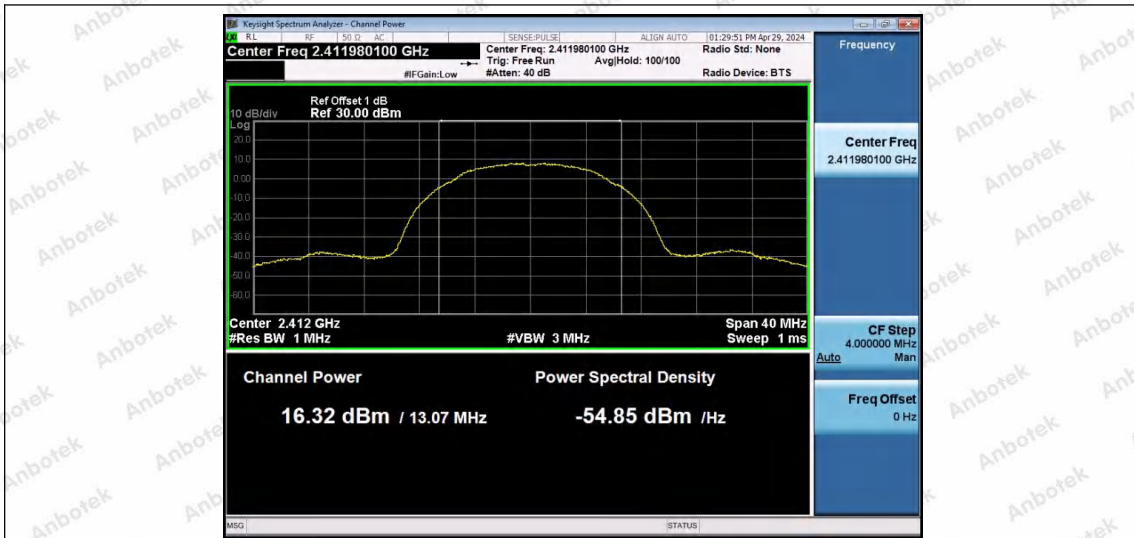 Keysight Spectrum Analyzer - Channel Power
RL RF 50 Ω AC SENSE:PULSE ALIGN AUTO 01:29:51 PM Apr 29, 2024
Center Freq 2.411980100 GHz
Center Freq: 2.411980100 GHz
Radio Std: None
Trig: Free Run Avg|Hold: 100/100
#IFGain:Low
#Atten: 40 dB
Radio Device: BTS
Ref Offset 1 dB
10 dB/div Ref 30.00 dBm
Log
20.0
10.0
0.00
-10.0
-20.0
-30.0
-40.0
-50.0
-60.0
Center 2.412 GHz
Span 40 MHz
#Res BW 1 MHz
#VBW 3 MHz
Sweep 1 ms
Channel Power
Power Spectral Density
16.32 dBm / 13.07 MHz
-54.85 dBm /Hz
MSG
STATUS
Frequency
Center Freq
2.411980100 GHz
CF Step
4.000000 MHz
Auto Man
Freq Offset
0 Hz
Anbotek